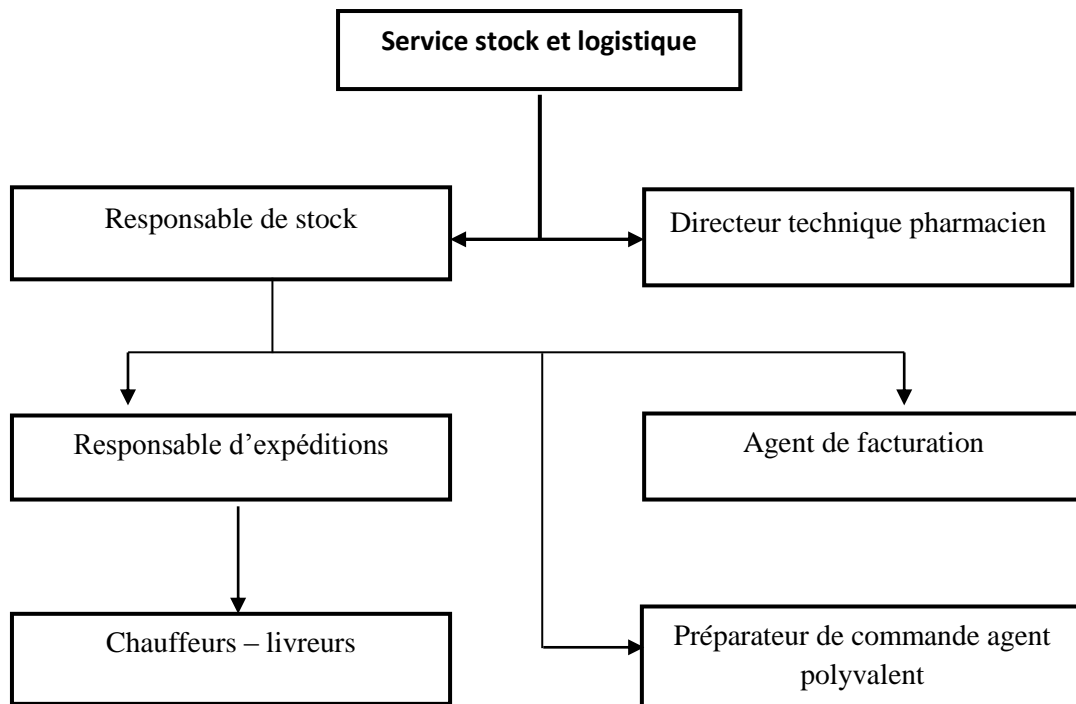 Service stock et logistique
Responsable de stock
Directeur technique pharmacien
Responsable d’expéditions
Agent de facturation
Chauffeurs – livreurs
Préparateur de commande agent
polyvalent